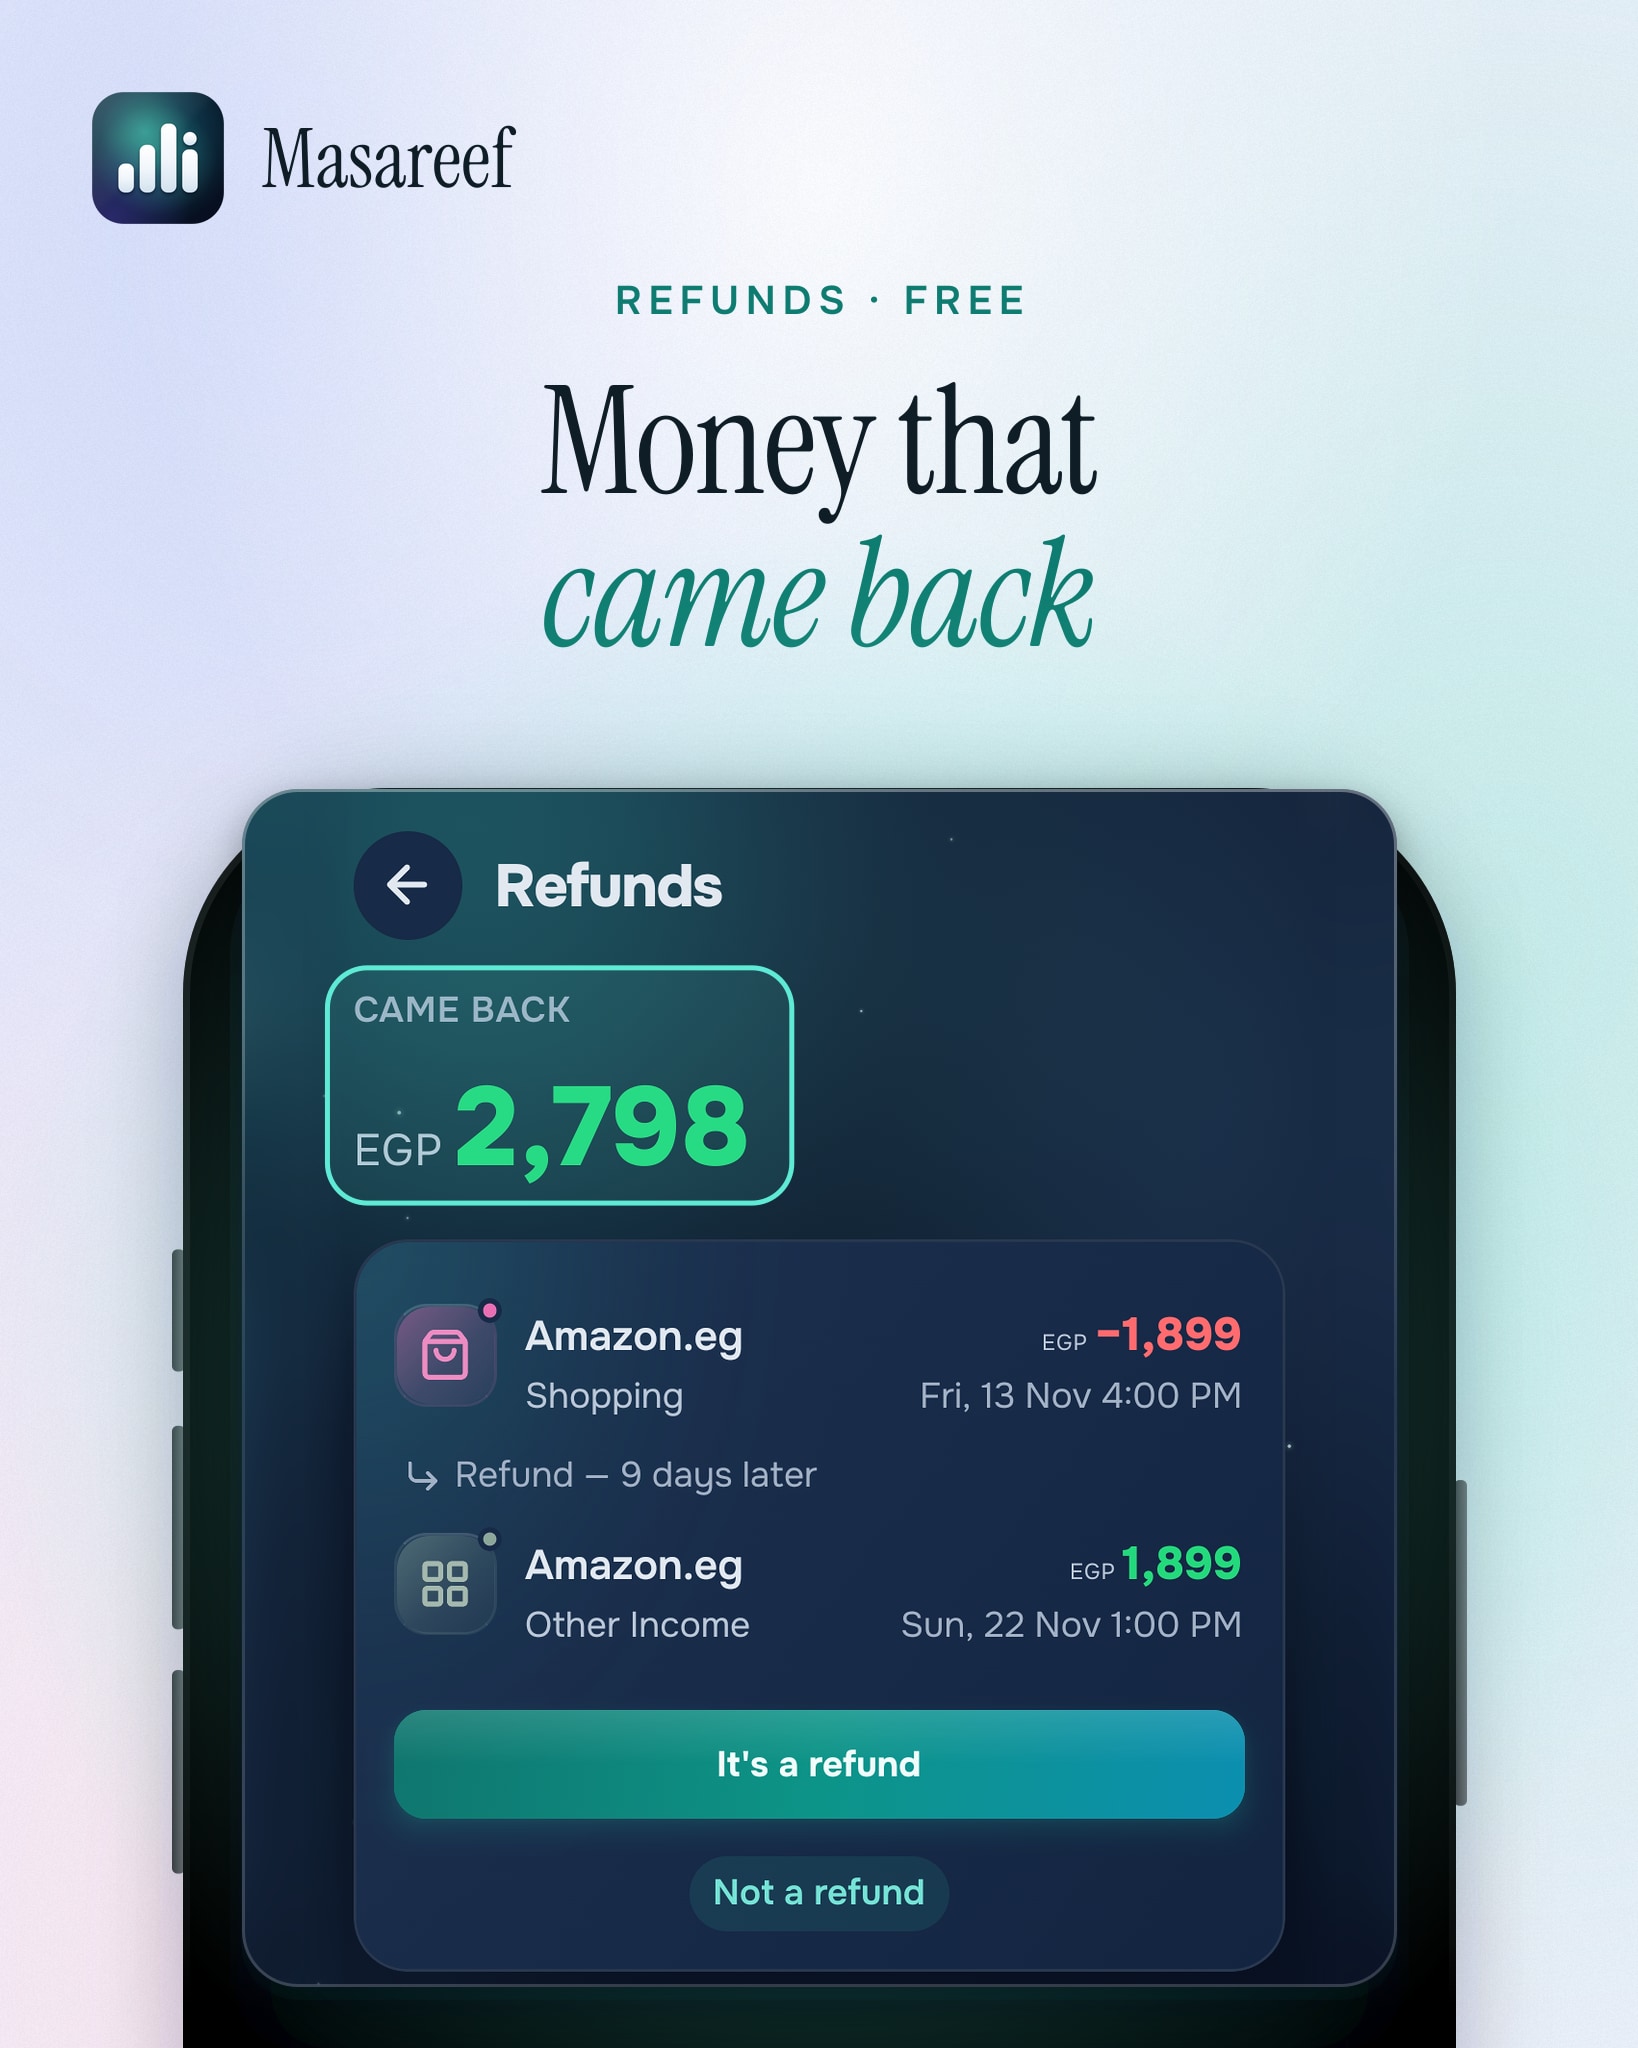 Masareef
REFUNDS · FREE
Money that
came back
Refunds
CAME BACK
EGP 2,798
Amazon.eg EGP −1,899
Shopping Fri, 13 Nov 4:00 PM
Refund — 9 days later
Amazon.eg EGP 1,899
Other Income Sun, 22 Nov 1:00 PM
It's a refund
Not a refund